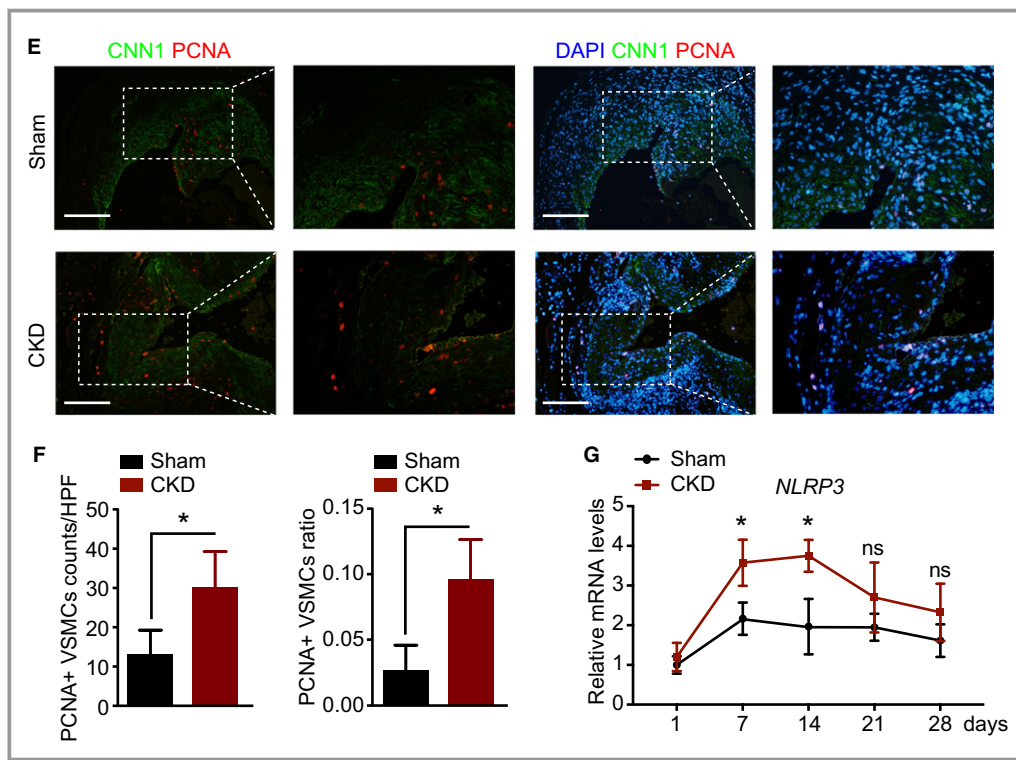 E
CNN1 PCNA
DAPI CNN1 PCNA
Sham
CKD
F
Sham
CKD
PCNA+ VSMCs counts/HPF
50
40
30
20
10
0
*
Sham
CKD
PCNA+ VSMCs ratio
0.15
0.10
0.05
0.00
*
G
Sham
CKD
NLRP3
Relative mRNA levels
5
4
3
2
1
0
* * ns ns
1 7 14 21 28 days